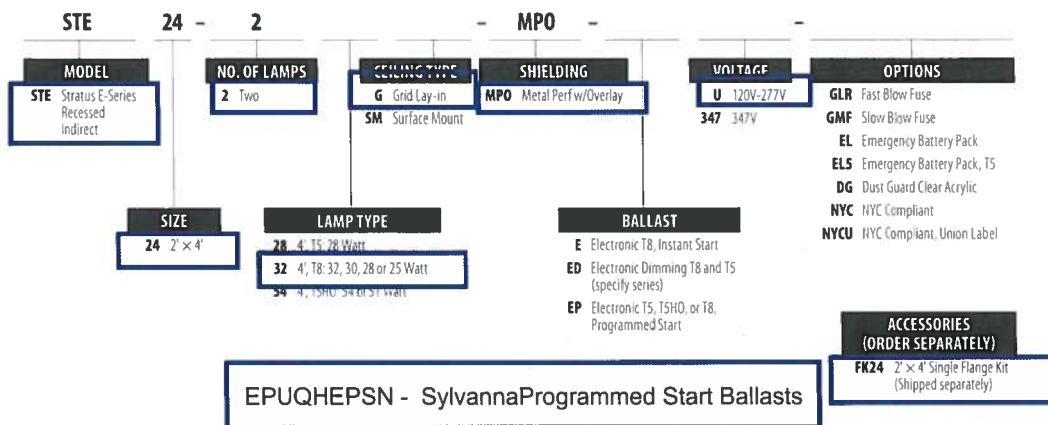 STE 24 - 2 - MPO - -
MODEL
STE Stratus E-Series
Recessed
Indirect
NO. OF LAMPS
2 Two
CEILING TYPE
G Grid Lay-in
SM Surface Mount
SHIELDING
MPO Metal Perf w/Overlay
VOLTAGE
U 120V-277V
347 347V
OPTIONS
GLR Fast Blow Fuse
GMF Slow Blow Fuse
EL Emergency Battery Pack
EL5 Emergency Battery Pack, T5
DG Dust Guard Clear Acrylic
NYC NYC Compliant
NYCU NYC Compliant, Union Label
SIZE
24 2' × 4'
LAMP TYPE
28 4', T5: 28 Watt
32 4', T8: 32, 30, 28 or 25 Watt
54 4', T5HO: 54 or 51 Watt
BALLAST
E Electronic T8, Instant Start
ED Electronic Dimming T8 and T5
(specify series)
EP Electronic T5, T5HO, or T8,
Programmed Start
ACCESSORIES
(ORDER SEPARATELY)
FK24 2' × 4' Single Flange Kit
(Shipped separately)
EPUQHEPSN - SylvannaProgrammed Start Ballasts